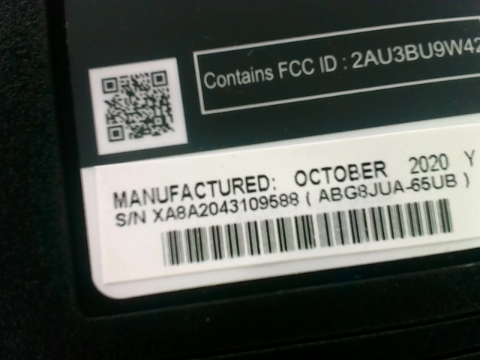 Contains FCC ID : 2AU3BU9W42
MANUFACTURED: OCTOBER 2020 Y
S/N XA8A2043109588 ( ABG8JUA-65UB )